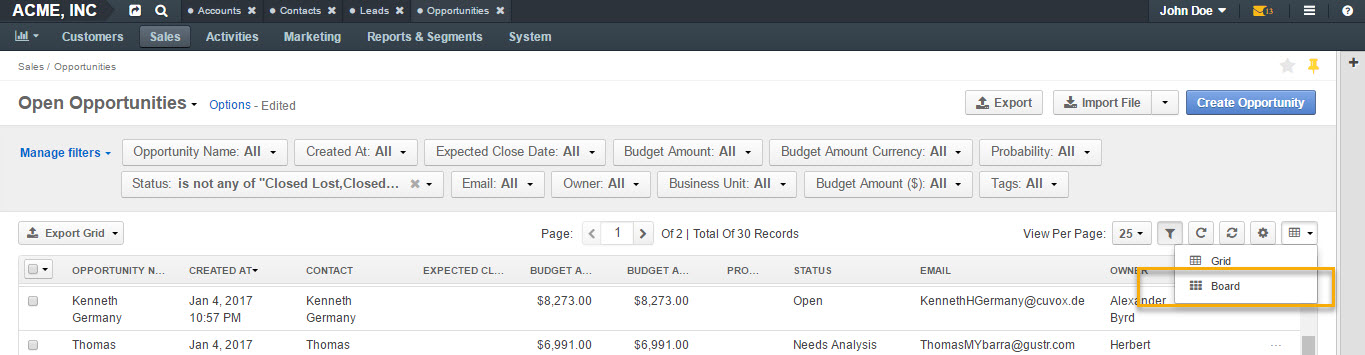 ACME, INC Accounts Contacts Leads Opportunities John Doe 13
Customers Sales Activities Marketing Reports & Segments System
Sales / Opportunities
Open Opportunities Options - Edited Export Import File Create Opportunity
Manage filters Opportunity Name: All Created At: All Expected Close Date: All Budget Amount: All Budget Amount Currency: All Probability: All
Status: is not any of "Closed Lost,Closed... Email: All Owner: All Business Unit: All Budget Amount ($): All Tags: All
Export Grid Page: 1 Of 2 | Total Of 30 Records View Per Page: 25
Grid
Board
OPPORTUNITY N... CREATED AT CONTACT EXPECTED CL... BUDGET A... BUDGET A... PRO... STATUS EMAIL OWNER
Kenneth Jan 4, 2017 Kenneth $8,273.00 $8,273.00 Open KennethHGermany@cuvox.de Alexander
Germany 10:57 PM Germany Byrd
Thomas Jan 4, 2017 Thomas $6,991.00 $6,991.00 Needs Analysis ThomasMYbarra@gustr.com Herbert ...